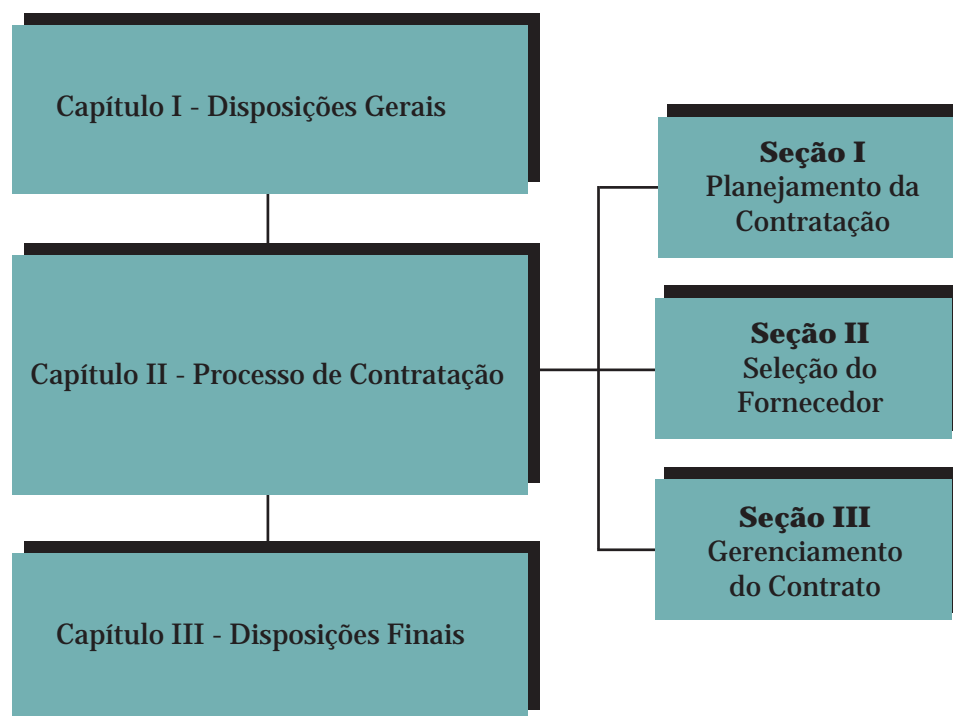 Capítulo I - Disposições Gerais
Capítulo II - Processo de Contratação
Seção I
Planejamento da
Contratação
Seção II
Seleção do
Fornecedor
Seção III
Gerenciamento
do Contrato
Capítulo III - Disposições Finais